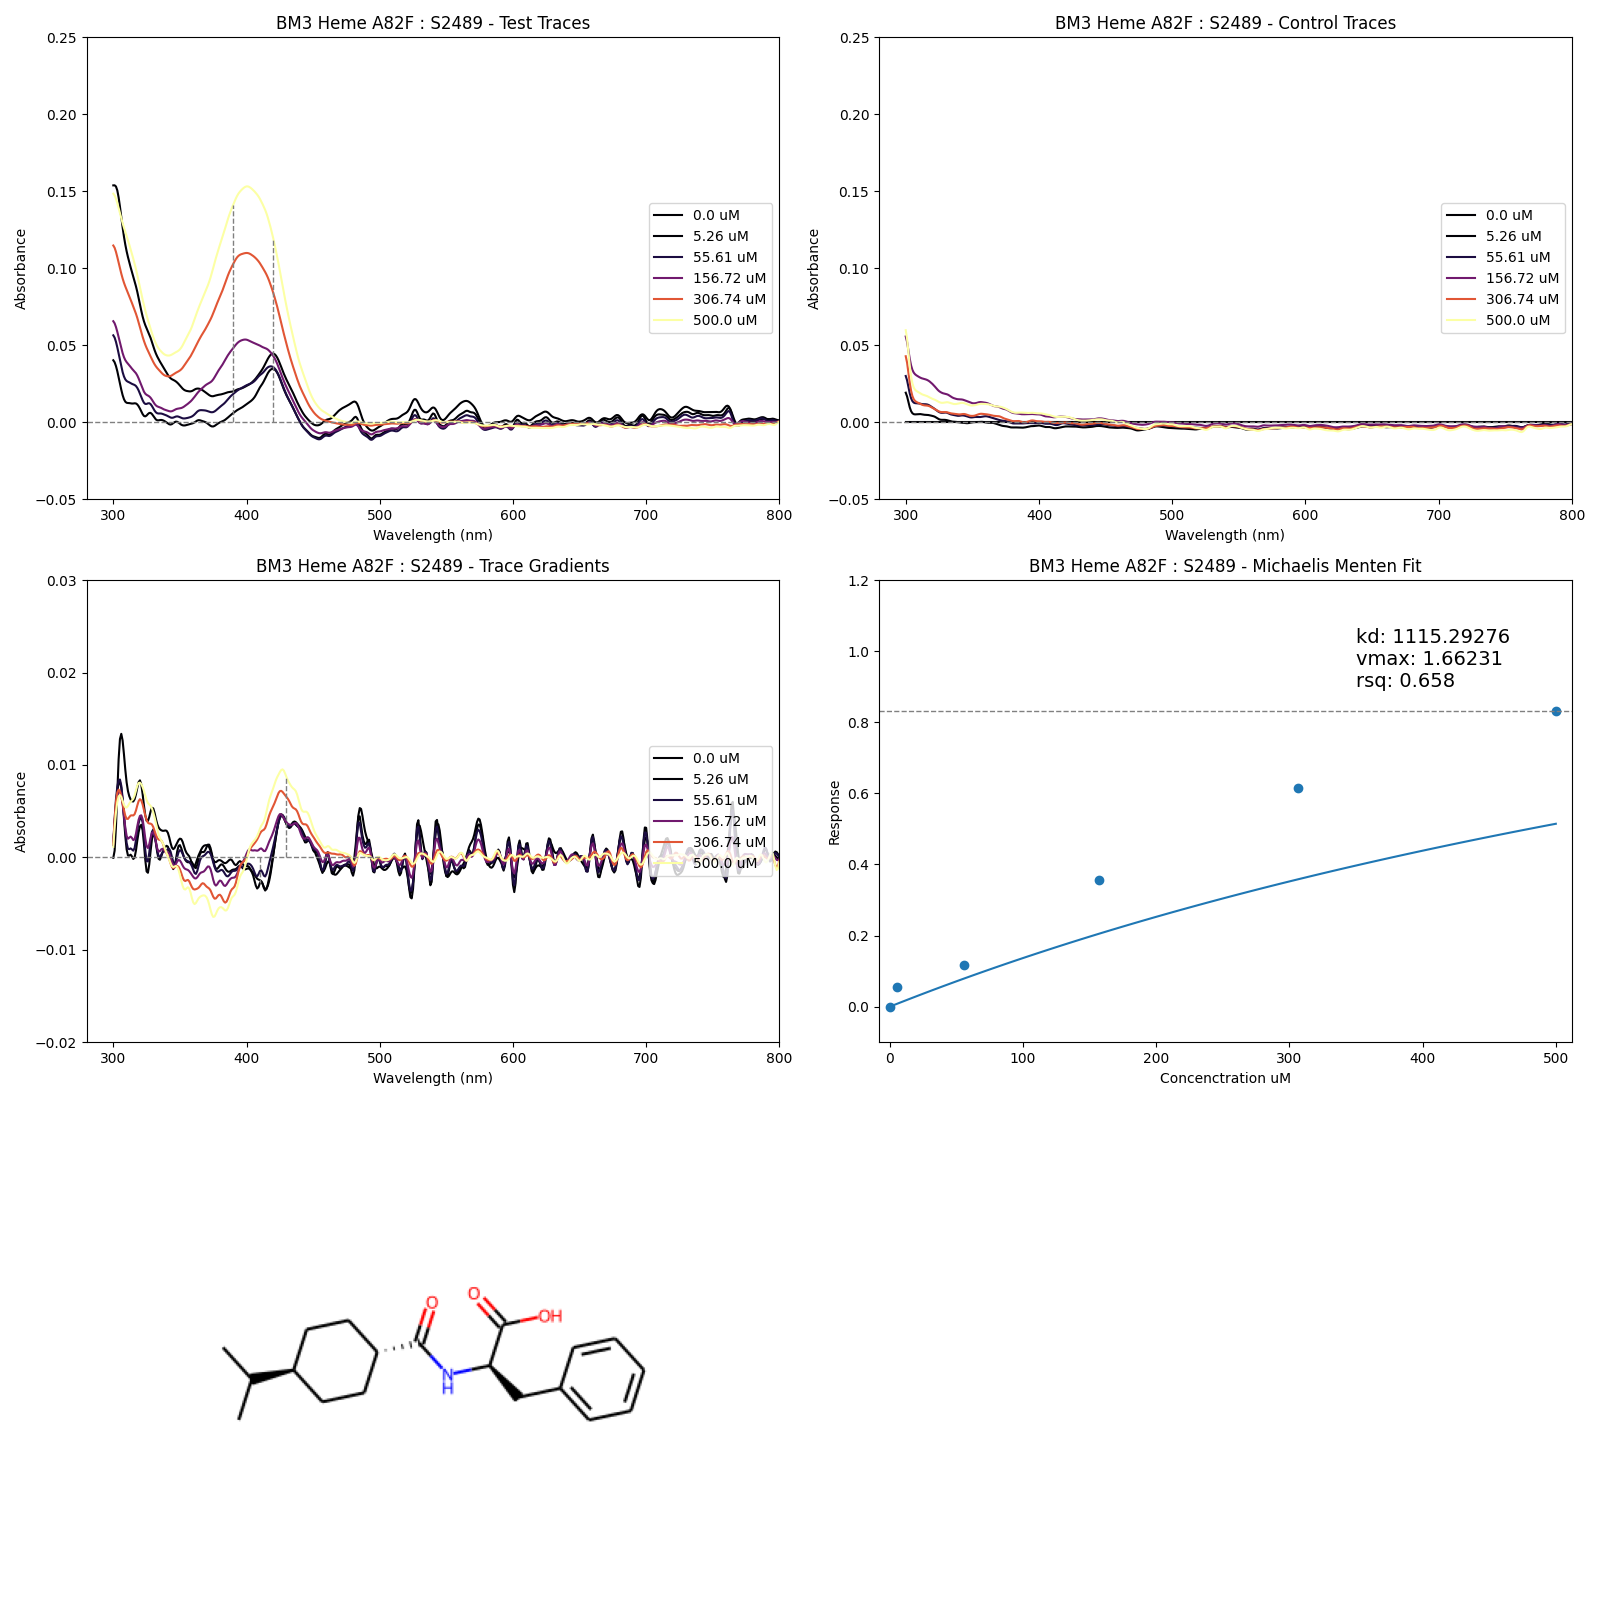 BM3 Heme A82F : S2489 - Test Traces
0.25
0.20
0.15
0.10
0.05
0.00
−0.05
Absorbance
300 400 500 600 700 800
Wavelength (nm)
0.0 uM
5.26 uM
55.61 uM
156.72 uM
306.74 uM
500.0 uM
BM3 Heme A82F : S2489 - Control Traces
0.25
0.20
0.15
0.10
0.05
0.00
−0.05
Absorbance
300 400 500 600 700 800
Wavelength (nm)
0.0 uM
5.26 uM
55.61 uM
156.72 uM
306.74 uM
500.0 uM
BM3 Heme A82F : S2489 - Trace Gradients
0.03
0.02
0.01
0.00
−0.01
−0.02
Absorbance
300 400 500 600 700 800
Wavelength (nm)
0.0 uM
5.26 uM
55.61 uM
156.72 uM
306.74 uM
500.0 uM
BM3 Heme A82F : S2489 - Michaelis Menten Fit
1.2
1.0
0.8
0.6
0.4
0.2
0.0
Response
kd: 1115.29276
vmax: 1.66231
rsq: 0.658
0 100 200 300 400 500
Concenctration uM
O
O
OH
N
H